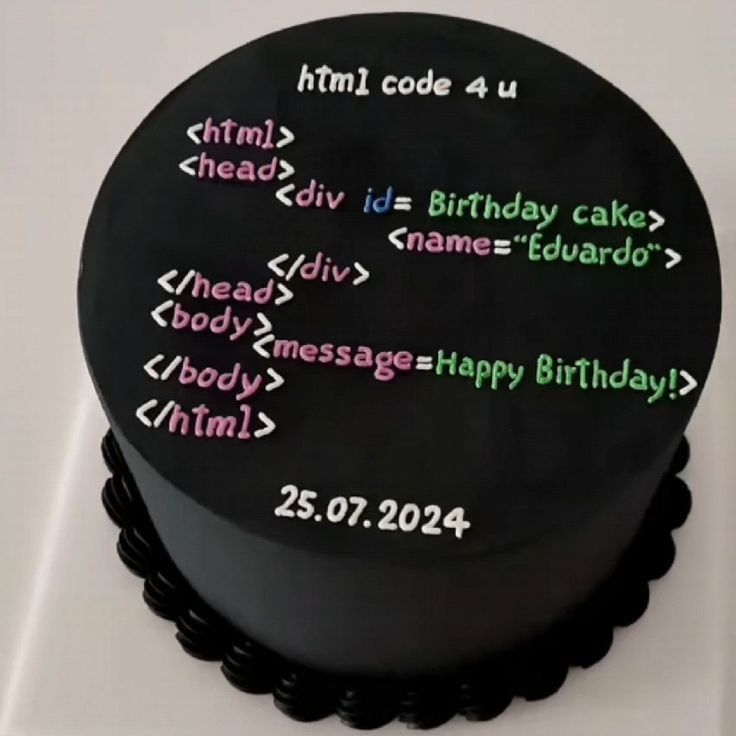 html code 4 u
<html>
<head>
<div id= Birthday cake>
<name="Eduardo">
</div>
</head>
<body>
<message=Happy Birthday!>
</body>
</html>
25.07.2024